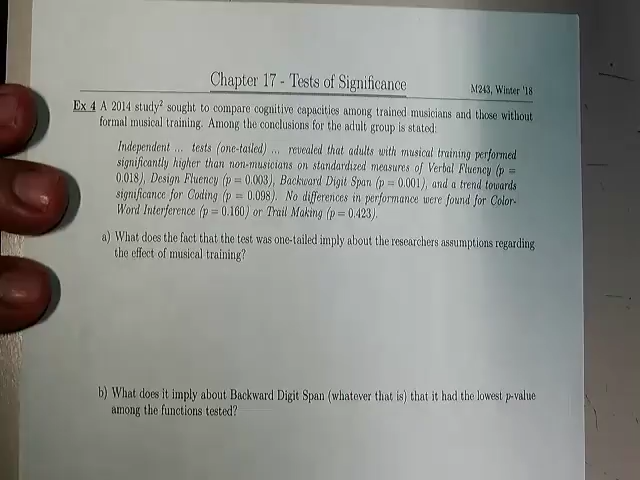 Chapter 17 - Tests of Significance
M243, Winter '18
Ex 4 A 2014 study² sought to compare cognitive capacities among trained musicians and those without
formal musical training. Among the conclusions for the adult group is stated:
Independent ... tests (one-tailed) ... revealed that adults with musical training performed
significantly higher than non-musicians on standardized measures of Verbal Fluency (p =
0.018), Design Fluency (p = 0.003), Backward Digit Span (p = 0.001), and a trend towards
significance for Coding (p = 0.098). No differences in performance were found for Color-
Word Interference (p = 0.160) or Trail Making (p = 0.423).
a) What does the fact that the test was one-tailed imply about the researchers assumptions regarding
the effect of musical training?
b) What does it imply about Backward Digit Span (whatever that is) that it had the lowest p-value
among the functions tested?